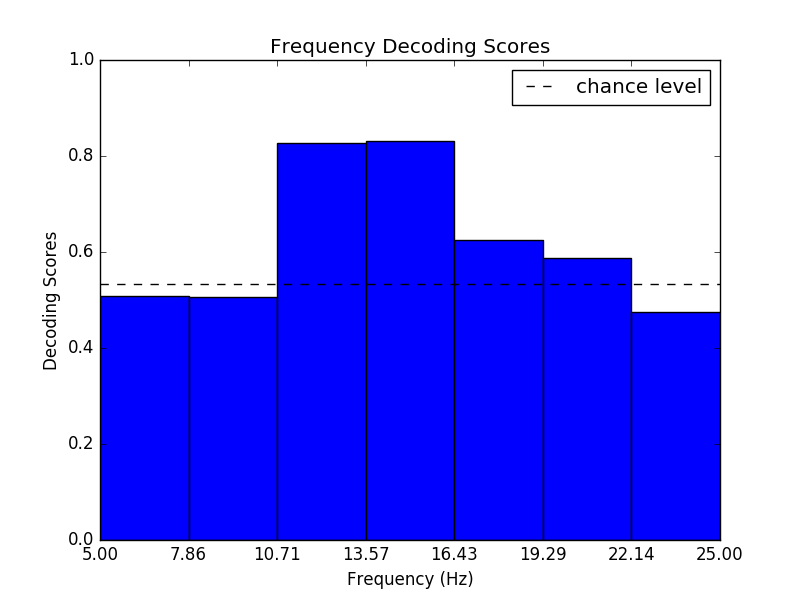 Frequency Decoding Scores
chance level
1.0
0.8
0.6
0.4
0.2
0.0
Decoding Scores
5.00 7.86 10.71 13.57 16.43 19.29 22.14 25.00
Frequency (Hz)